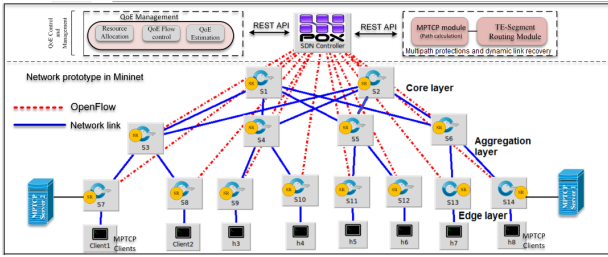 QoE Control and Management
QoE Management
Resource Allocation
QoE Flow control
QoE Estimation
REST API
POX
SDN Controller
REST API
MPTCP module
(Path calculation)
TE-Segment Routing Module
Multipath protections and dynamic link recovery
Network prototype in Mininet
OpenFlow
Network link
S1
S2
Core layer
S3
S4
S5
S6
Aggregation layer
MPTCP Server 2
S7
S8
S9
S10
S11
S12
S13
S14
Edge layer
Client1
MPTCP Clients
Client2
h3
h4
h5
h6
h7
h8
MPTCP Clients